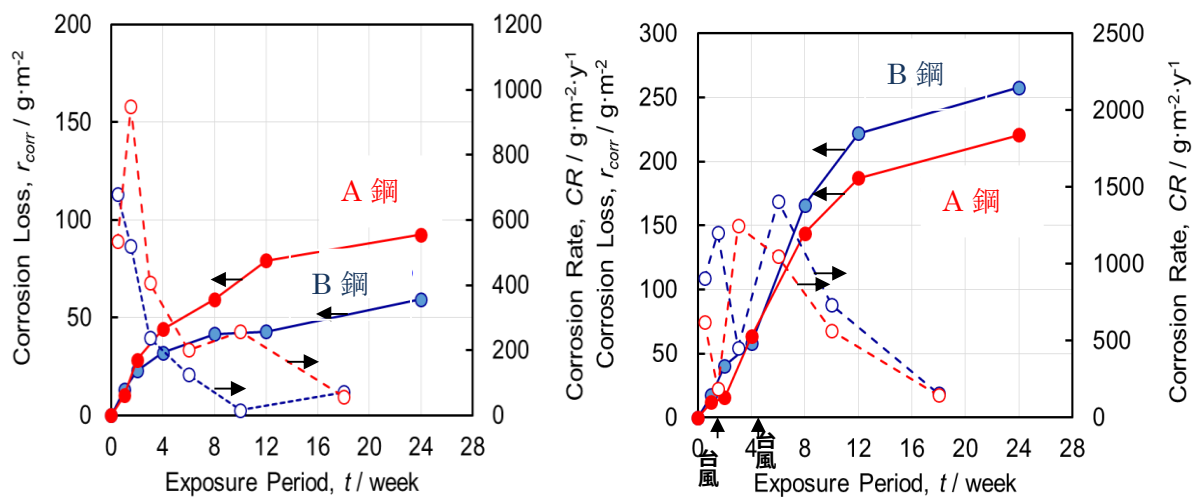 Corrosion Loss, r_corr / g·m⁻²
200
150
100
50
0
1200
1000
800
600
400
200
0
Corrosion Rate, CR / g·m⁻²·y⁻¹
A 鋼
B 鋼
0 4 8 12 16 20 24 28
Exposure Period, t / week
Corrosion Loss, r_corr / g·m⁻²
300
250
200
150
100
50
0
2500
2000
1500
1000
500
0
Corrosion Rate, CR / g·m⁻²·y⁻¹
B 鋼
A 鋼
0 4 8 12 16 20 24 28
台風
台風
Exposure Period, t / week